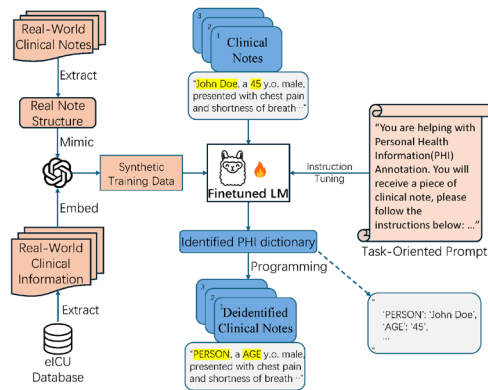 Real-World
Clinical Notes
Extract
Real Note
Structure
Mimic
Embed
Real-World
Clinical
Information
Extract
eICU
Database
Synthetic
Training Data
3
2
1
Clinical
Notes
“John Doe, a 45 y.o. male,
presented with chest pain
and shortness of breath…”
Finetuned LM
Instruction
Tuning
“You are helping with
Personal Health
Information(PHI)
Annotation. You will
receive a piece of
clinical note, please
follow the
instructions below: …”
Task-Oriented Prompt
Identified PHI dictionary
Programming
3
2
1
Deidentified
Clinical Notes
“PERSON, a AGE y.o. male,
presented with chest pain
and shortness of breath…”
“
'PERSON': 'John Doe',
'AGE': '45',
…
”